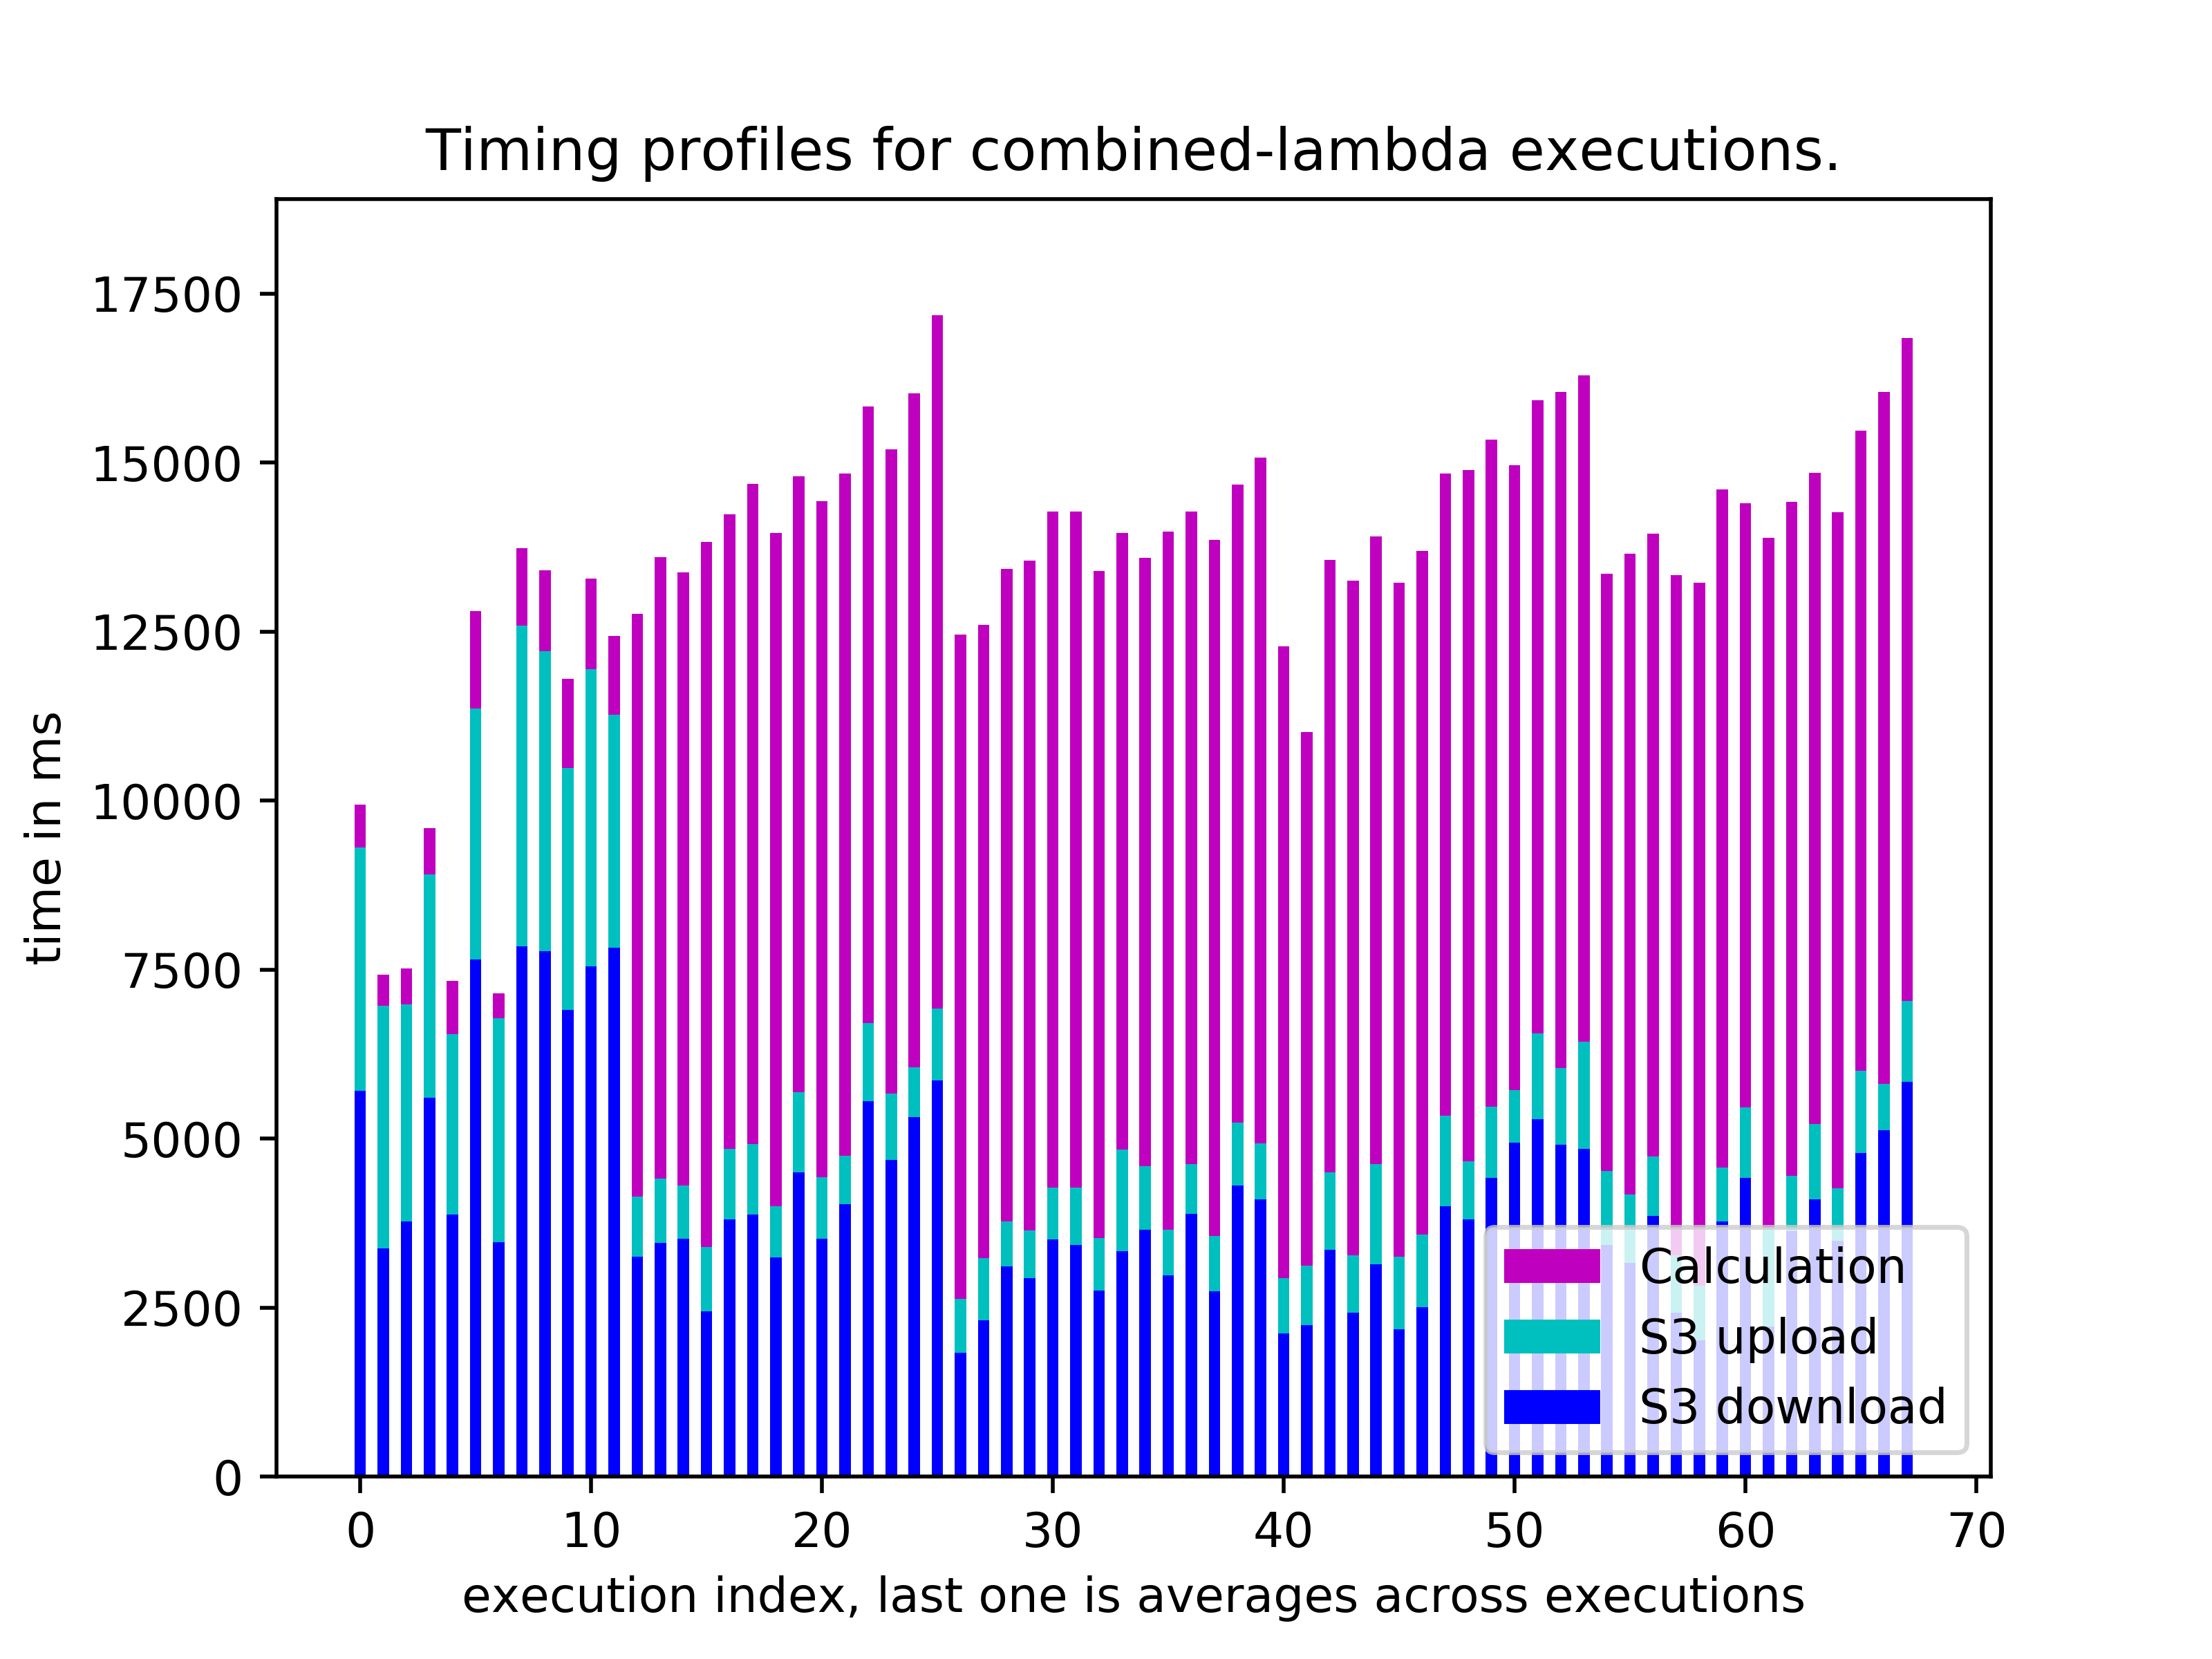 Timing profiles for combined-lambda executions.
17500
15000
12500
10000
7500
5000
2500
0
time in ms
Calculation
S3 upload
S3 download
0 10 20 30 40 50 60 70
execution index, last one is averages across executions